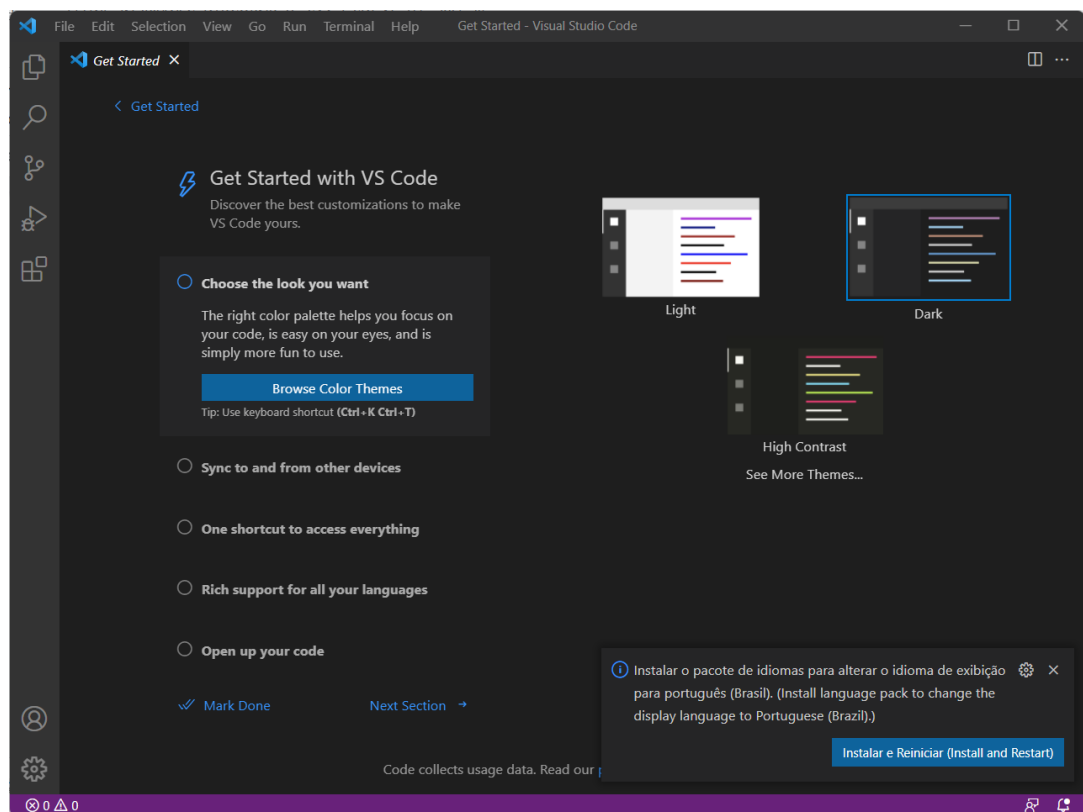 File Edit Selection View Go Run Terminal Help Get Started - Visual Studio Code
Get Started
Get Started
Get Started with VS Code
Discover the best customizations to make
VS Code yours.
Choose the look you want
The right color palette helps you focus on
your code, is easy on your eyes, and is
simply more fun to use.
Browse Color Themes
Tip: Use keyboard shortcut (Ctrl+K Ctrl+T)
Sync to and from other devices
One shortcut to access everything
Rich support for all your languages
Open up your code
Mark Done Next Section
Light
Dark
High Contrast
See More Themes...
Instalar o pacote de idiomas para alterar o idioma de exibição
para português (Brasil). (Install language pack to change the
display language to Portuguese (Brazil).)
Instalar e Reiniciar (Install and Restart)
Code collects usage data. Read our
0 0